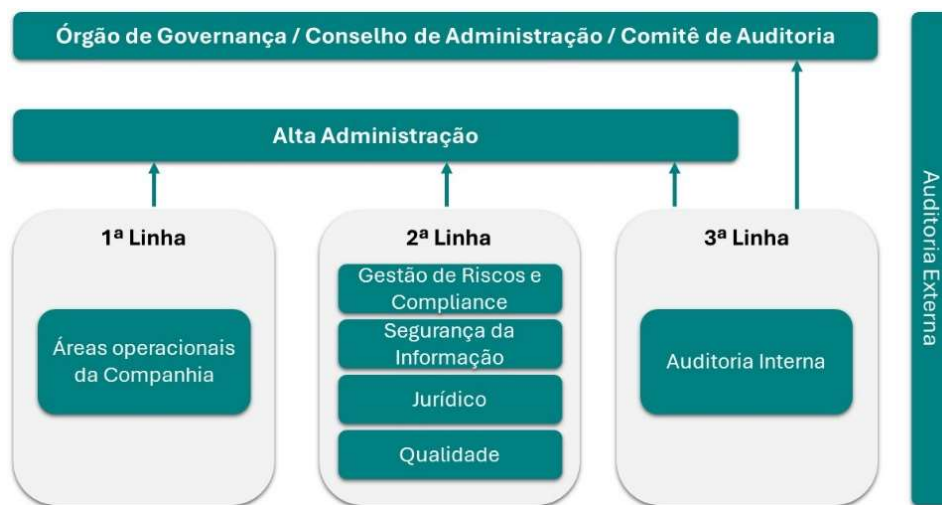 Órgão de Governança / Conselho de Administração / Comitê de Auditoria
Alta Administração
1ª Linha
Áreas operacionais
da Companhia
2ª Linha
Gestão de Riscos e
Compliance
Segurança da
Informação
Jurídico
Qualidade
3ª Linha
Auditoria Interna
Auditoria Externa